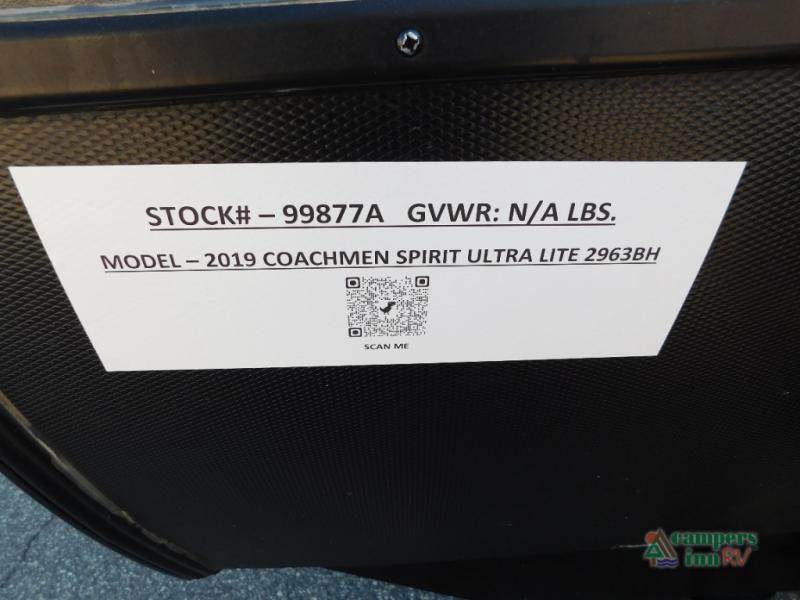 STOCK# – 99877A GVWR: N/A LBS.
MODEL – 2019 COACHMEN SPIRIT ULTRA LITE 2963BH
SCAN ME
campers
inn RV